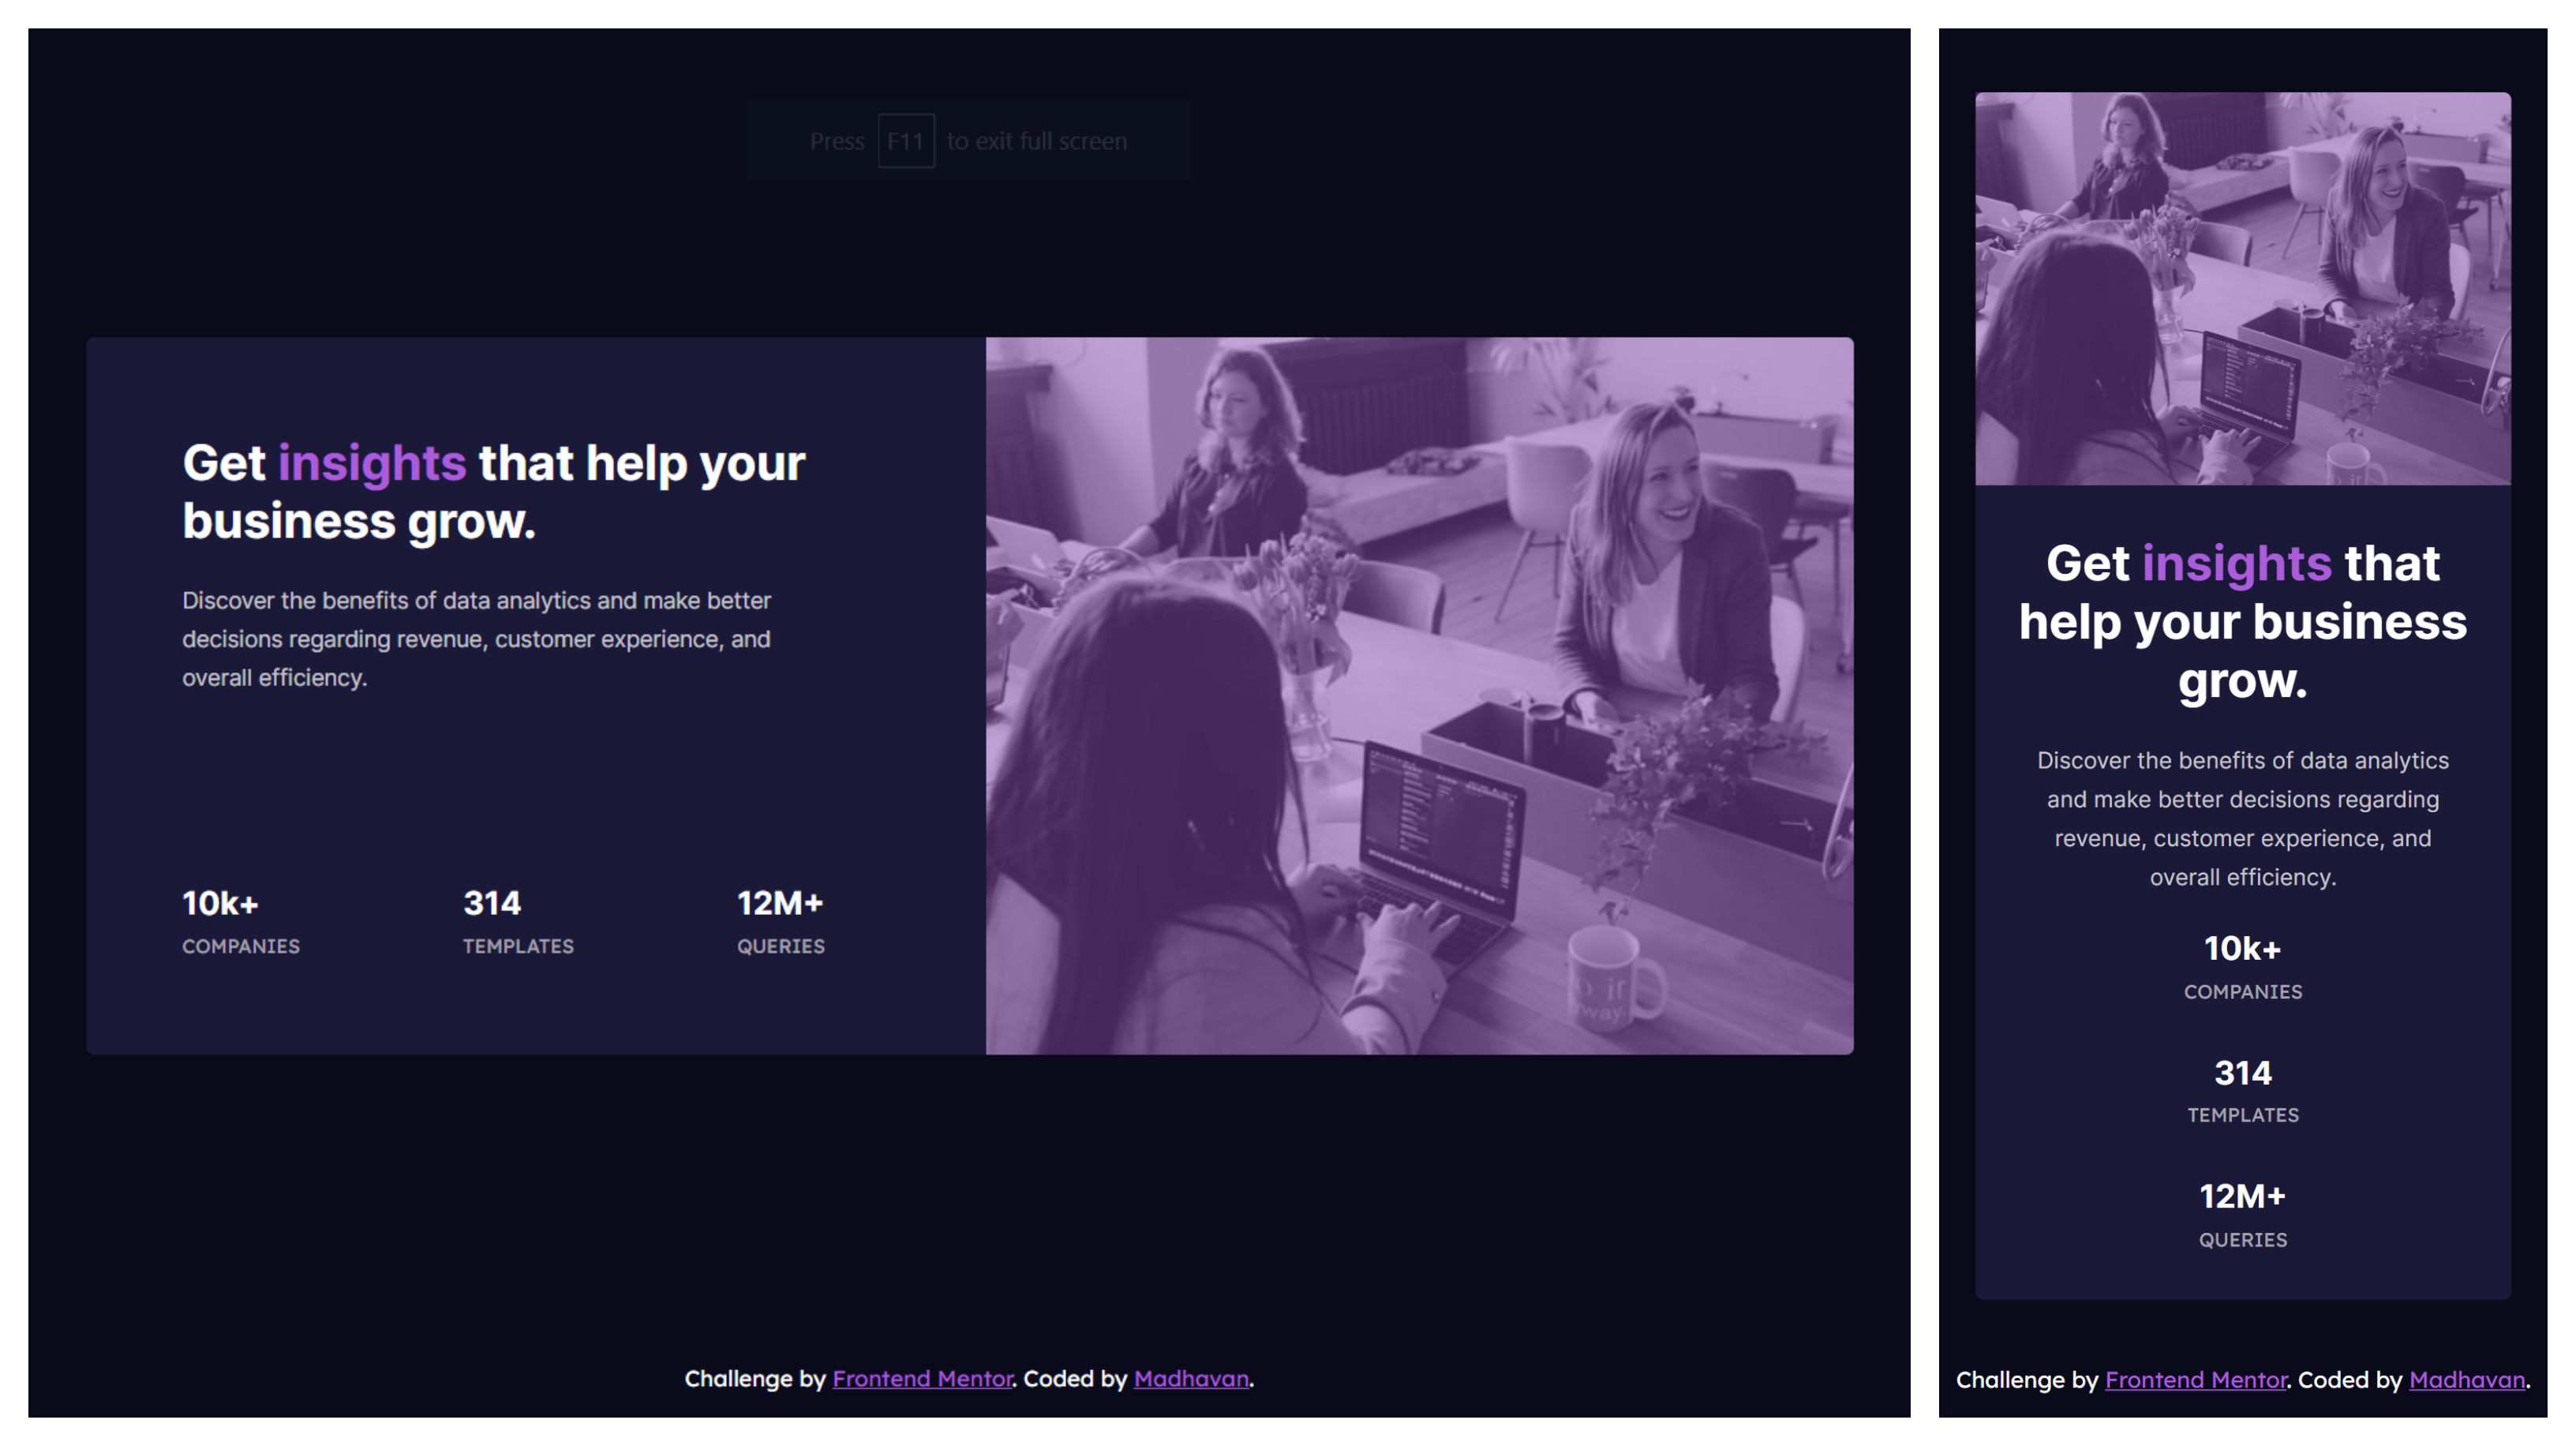 Press F11 to exit full screen
Get insights that help your
business grow.
Discover the benefits of data analytics and make better
decisions regarding revenue, customer experience, and
overall efficiency.
10k+
COMPANIES
314
TEMPLATES
12M+
QUERIES
Challenge by Frontend Mentor. Coded by Madhavan.
Get insights that
help your business
grow.
Discover the benefits of data analytics
and make better decisions regarding
revenue, customer experience, and
overall efficiency.
10k+
COMPANIES
314
TEMPLATES
12M+
QUERIES
Challenge by Frontend Mentor. Coded by Madhavan.